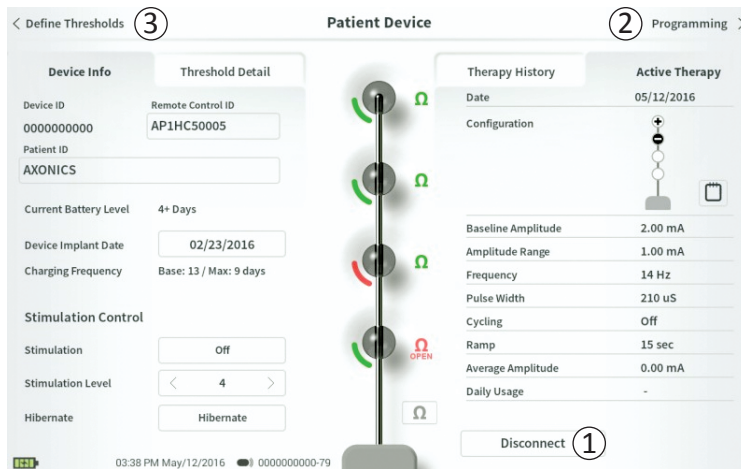 < Define Thresholds ③ Patient Device ② Programming >
Device Info Threshold Detail
Device ID Remote Control ID
0000000000 AP1HC50005
Patient ID
AXONICS
Current Battery Level 4+ Days
Device Implant Date 02/23/2016
Charging Frequency Base: 13 / Max: 9 days
Stimulation Control
Stimulation Off
Stimulation Level < 4 >
Hibernate Hibernate
03:38 PM May/12/2016 0000000000-79
Ω
Ω
Ω
Ω
OPEN
Ω
Therapy History Active Therapy
Date 05/12/2016
Configuration
Baseline Amplitude 2.00 mA
Amplitude Range 1.00 mA
Frequency 14 Hz
Pulse Width 210 uS
Cycling Off
Ramp 15 sec
Average Amplitude 0.00 mA
Daily Usage -
Disconnect ①